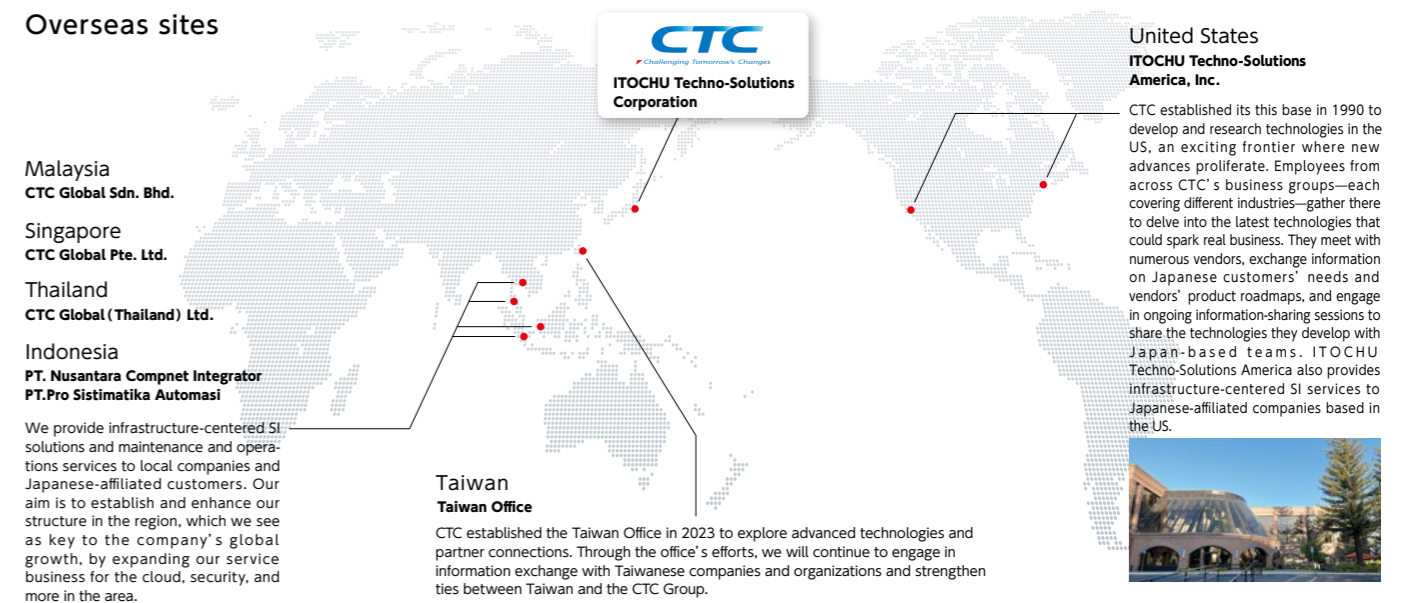 Overseas sites
CTC
Challenging Tomorrow's Changes
ITOCHU Techno-Solutions
Corporation
Malaysia
CTC Global Sdn. Bhd.
Singapore
CTC Global Pte. Ltd.
Thailand
CTC Global (Thailand) Ltd.
Indonesia
PT. Nusantara Compnet Integrator
PT.Pro Sistimatika Automasi
We provide infrastructure-centered SI
solutions and maintenance and opera-
tions services to local companies and
Japanese-affiliated customers. Our
aim is to establish and enhance our
structure in the region, which we see
as key to the company's global
growth, by expanding our service
business for the cloud, security, and
more in the area.
Taiwan
Taiwan Office
CTC established the Taiwan Office in 2023 to explore advanced technologies and
partner connections. Through the office's efforts, we will continue to engage in
information exchange with Taiwanese companies and organizations and strengthen
ties between Taiwan and the CTC Group.
United States
ITOCHU Techno-Solutions
America, Inc.
CTC established its this base in 1990 to
develop and research technologies in the
US, an exciting frontier where new
advances proliferate. Employees from
across CTC's business groups—each
covering different industries—gather there
to delve into the latest technologies that
could spark real business. They meet with
numerous vendors, exchange information
on Japanese customers' needs and
vendors' product roadmaps, and engage
in ongoing information-sharing sessions to
share the technologies they develop with
Japan-based teams. ITOCHU
Techno-Solutions America also provides
infrastructure-centered SI services to
Japanese-affiliated companies based in
the US.